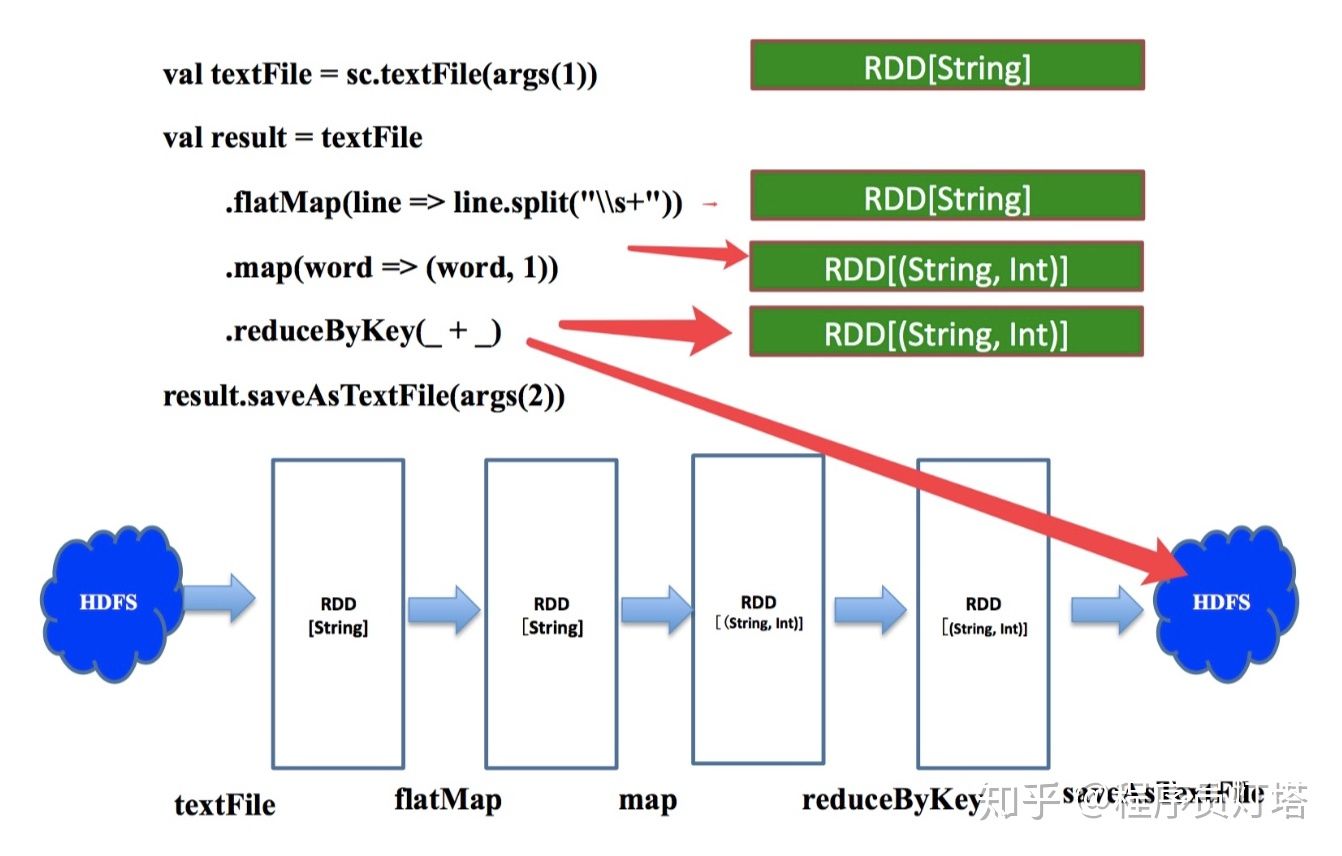 val textFile = sc.textFile(args(1))
RDD[String]
val result = textFile
.flatMap(line => line.split("\\s+"))
RDD[String]
.map(word => (word, 1))
RDD[(String, Int)]
.reduceByKey(_ + _)
RDD[(String, Int)]
result.saveAsTextFile(args(2))
HDFS
RDD
[String]
RDD
[String]
RDD
[(String, Int)]
RDD
[(String, Int)]
HDFS
textFile
flatMap
map
reduceByKey
saveAsTextFile
知乎 @程序员灯塔